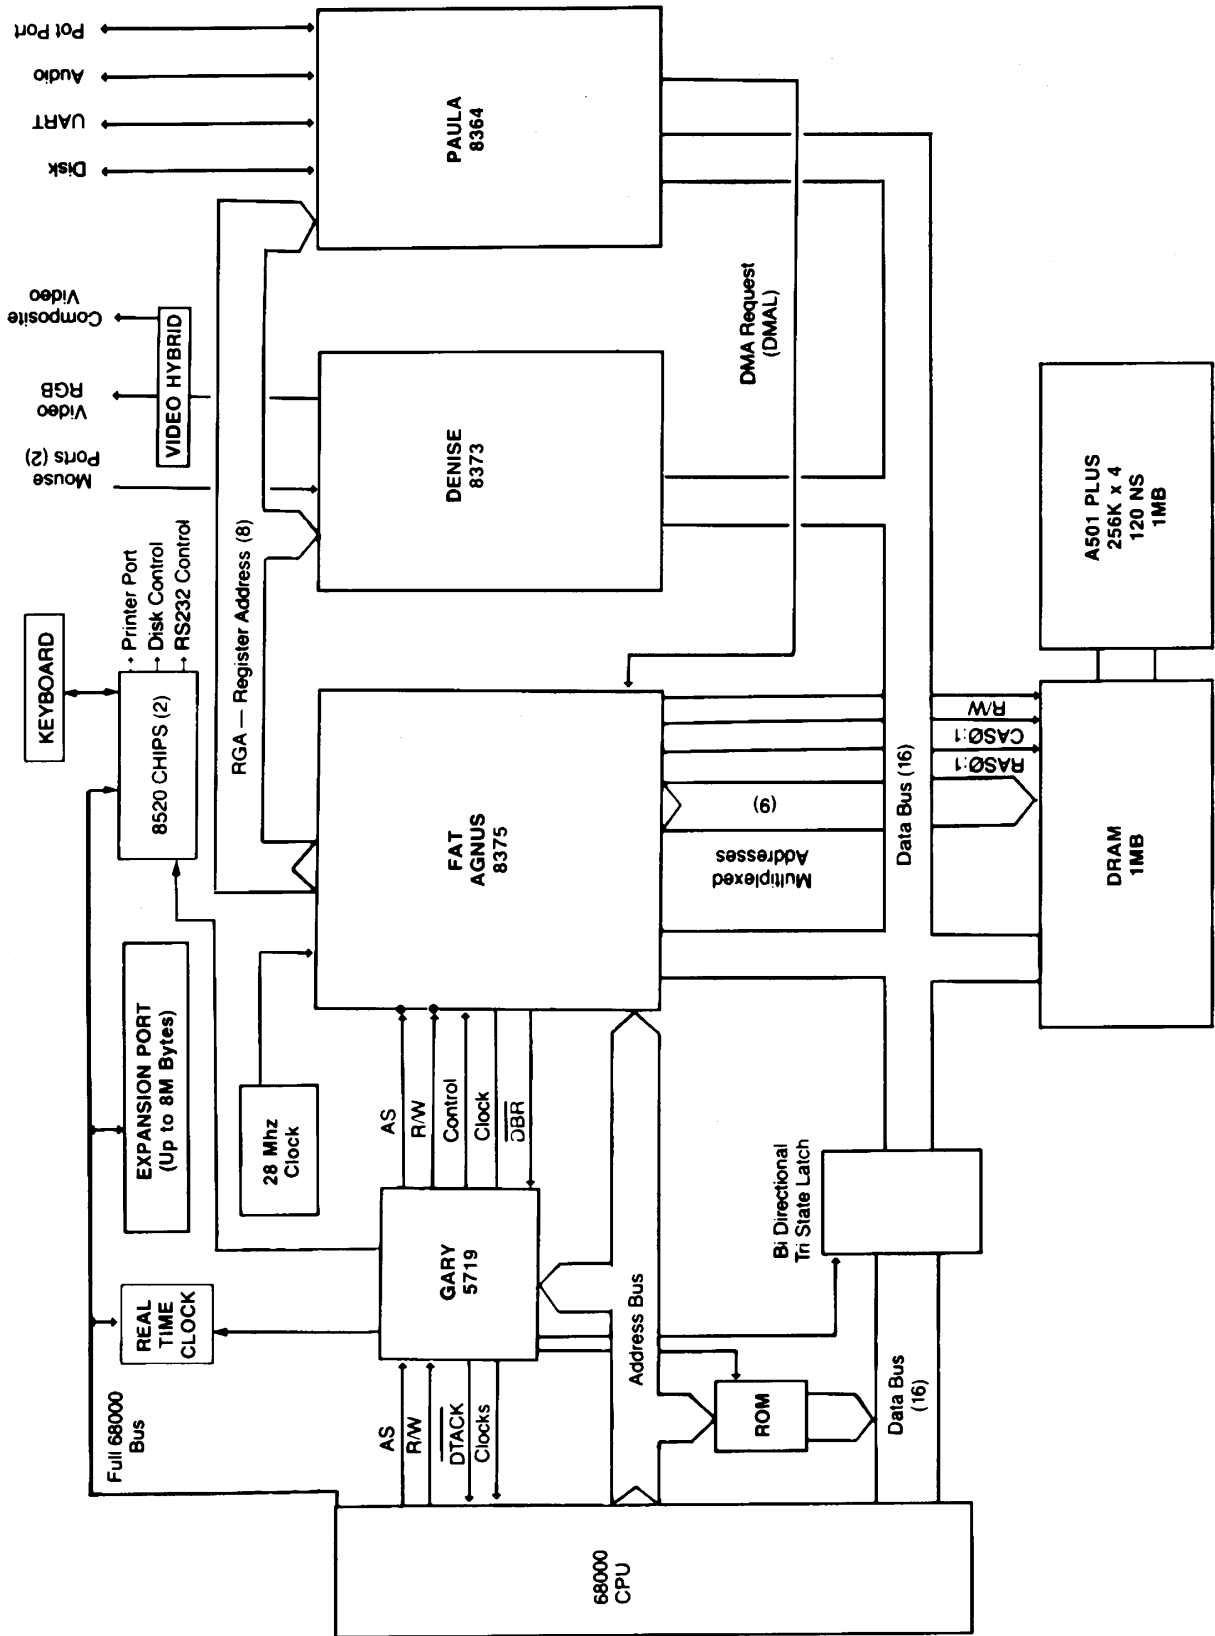 Full 68000
Bus
REAL
TIME
CLOCK
EXPANSION PORT
(Up to 8M Bytes)
KEYBOARD
8520 CHIPS (2)
Printer Port
Disk Control
RS232 Control
Mouse
Ports (2)
Video
RGB
Composite
Video
VIDEO HYBRID
Disk
UART
Audio
Pot Port
28 Mhz
Clock
RGA — Register Address (8)
68000
CPU
AS
R/W
DTACK
Clocks
GARY
5719
AS
R/W
Control
Clock
FAT
AGNUS
8375
DENISE
8373
PAULA
8364
DMA Request
(DMAL)
Address Bus
ROM
Data Bus
(16)
Bi Directional
Tri State Latch
Multiplexed
Addresses
(9)
Data Bus (16)
RASØ:1
CASØ:1
R/W
DRAM
1MB
A501 PLUS
256K x 4
120 NS
1MB